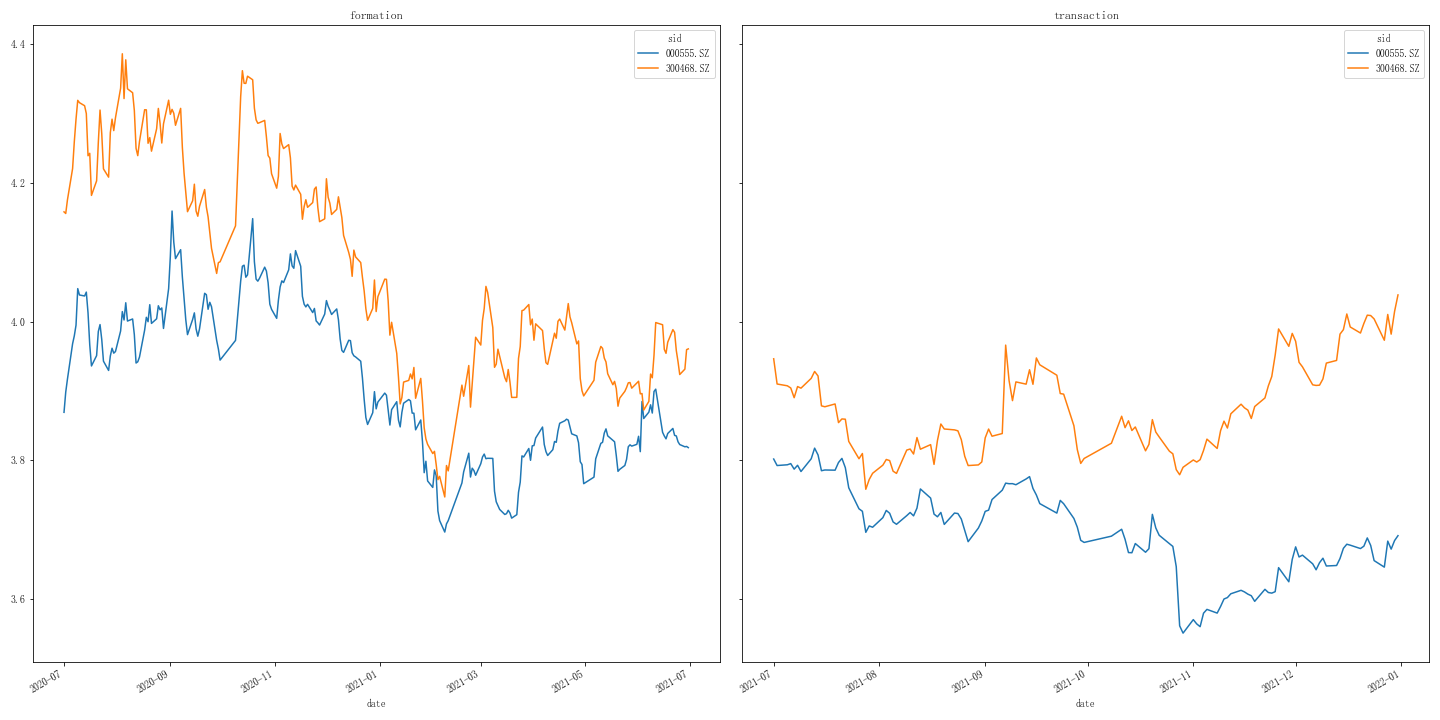 formation
4.4
4.2
4.0
3.8
3.6
sid
000555.SZ
300468.SZ
2020-07
2020-09
2020-11
2021-01
2021-03
2021-05
2021-07
date
transaction
sid
000555.SZ
300468.SZ
2021-07
2021-08
2021-09
2021-10
2021-11
2021-12
2022-01
date